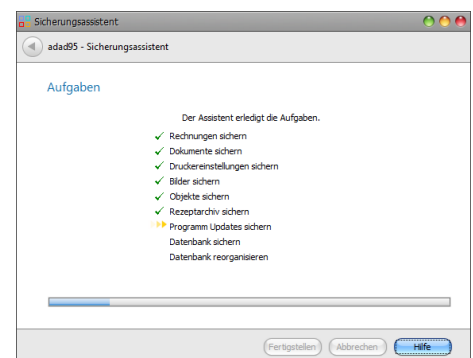 Sicherungsassistent
adad95 - Sicherungsassistent
Aufgaben
Der Assistent erledigt die Aufgaben.
Rechnungen sichern
Dokumente sichern
Druckereinstellungen sichern
Bilder sichern
Objekte sichern
Rezeptarchiv sichern
Programm Updates sichern
Datenbank sichern
Datenbank reorganisieren
Fertigstellen Abbrechen Hilfe